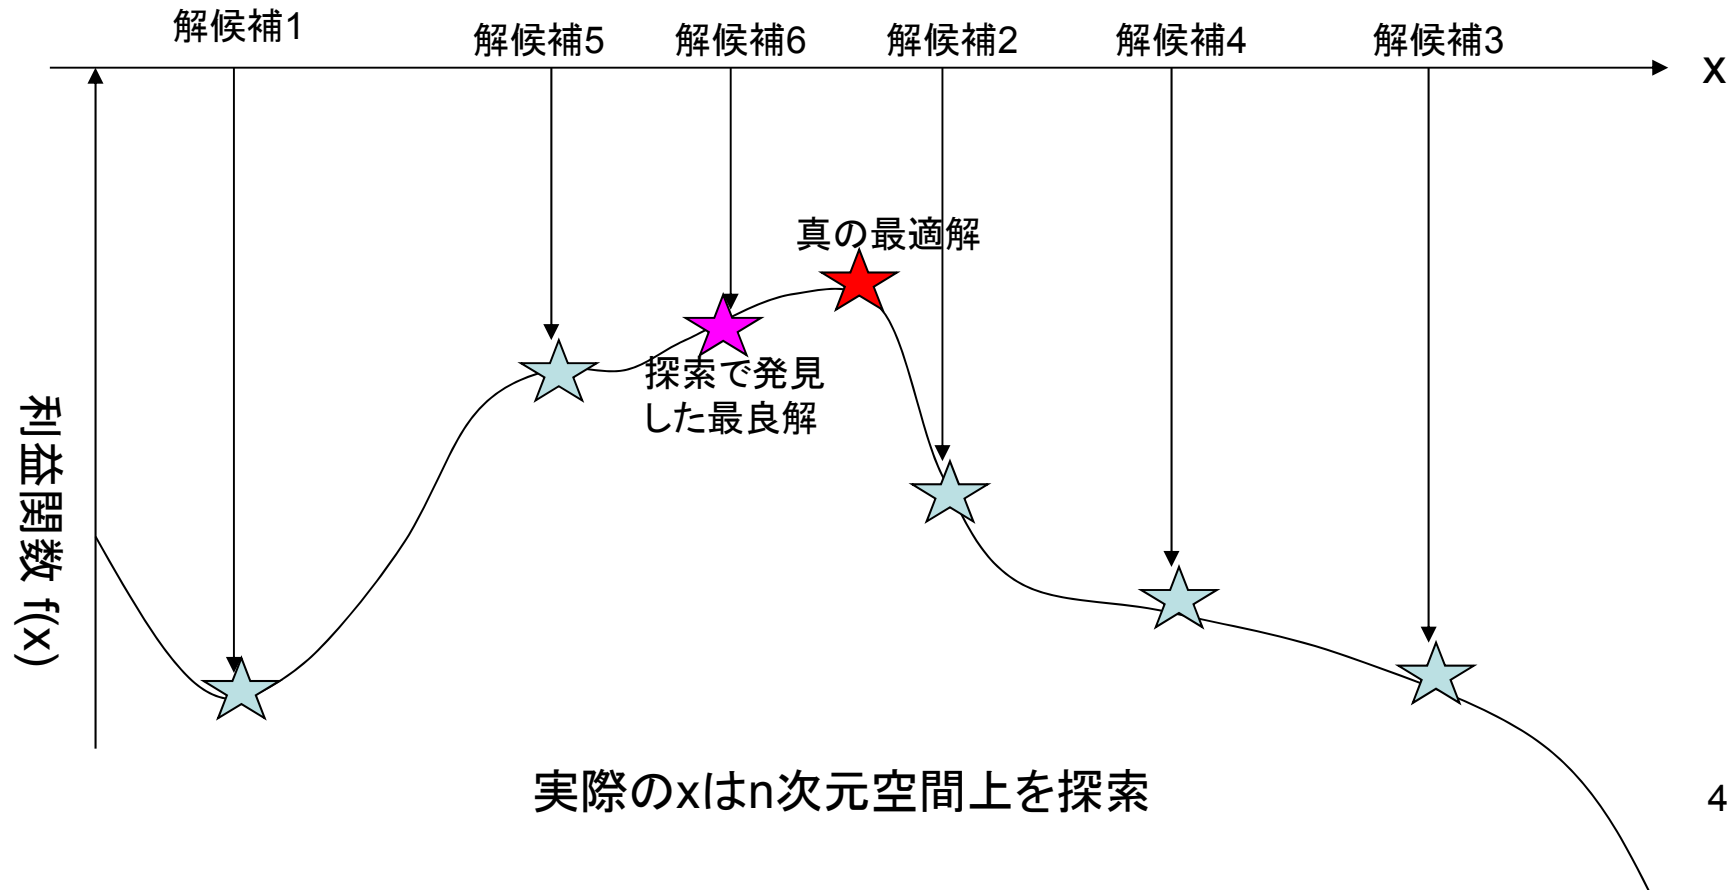 解候補1
解候補5
解候補6
解候補2
解候補4
解候補3
x
真の最適解
探索で発見
した最良解
利益関数 f(x)
実際のxはn次元空間上を探索
4